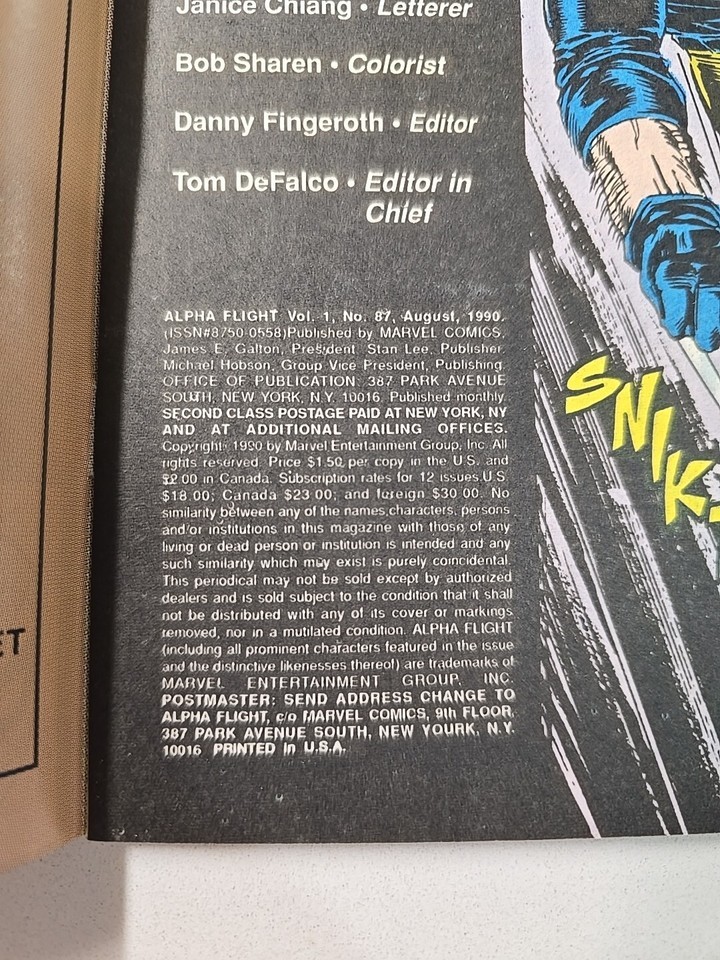 Janice Chiang • Letterer
Bob Sharen • Colorist
Danny Fingeroth • Editor
Tom DeFalco • Editor in
Chief
ALPHA FLIGHT Vol. 1, No. 87, August, 1990.
(ISSN#8750-0558)Published by MARVEL COMICS,
James E. Galton, President. Stan Lee, Publisher.
Michael Hobson, Group Vice President, Publishing.
OFFICE OF PUBLICATION: 387 PARK AVENUE
SOUTH, NEW YORK, N.Y. 10016. Published monthly.
SECOND CLASS POSTAGE PAID AT NEW YORK, NY
AND AT ADDITIONAL MAILING OFFICES.
Copyright 1990 by Marvel Entertainment Group, Inc. All
rights reserved. Price $1.50 per copy in the U.S. and
$2.00 in Canada. Subscription rates for 12 issues.U.S.
$18.00; Canada $23.00; and foreign $30.00. No
similarity between any of the names,characters, persons
and/or institutions in this magazine with those of any
living or dead person or institution is intended and any
such similarity which may exist is purely coincidental.
This periodical may not be sold except by authorized
dealers and is sold subject to the condition that it shall
not be distributed with any of its cover or markings
removed, nor in a mutilated condition. ALPHA FLIGHT
(including all prominent characters featured in the issue
and the distinctive likenesses thereof) are trademarks of
MARVEL ENTERTAINMENT GROUP, INC.
POSTMASTER: SEND ADDRESS CHANGE TO
ALPHA FLIGHT, c/o MARVEL COMICS, 9th FLOOR,
387 PARK AVENUE SOUTH, NEW YOURK, N.Y.
10016 PRINTED In U.S.A.
SNIK
ET